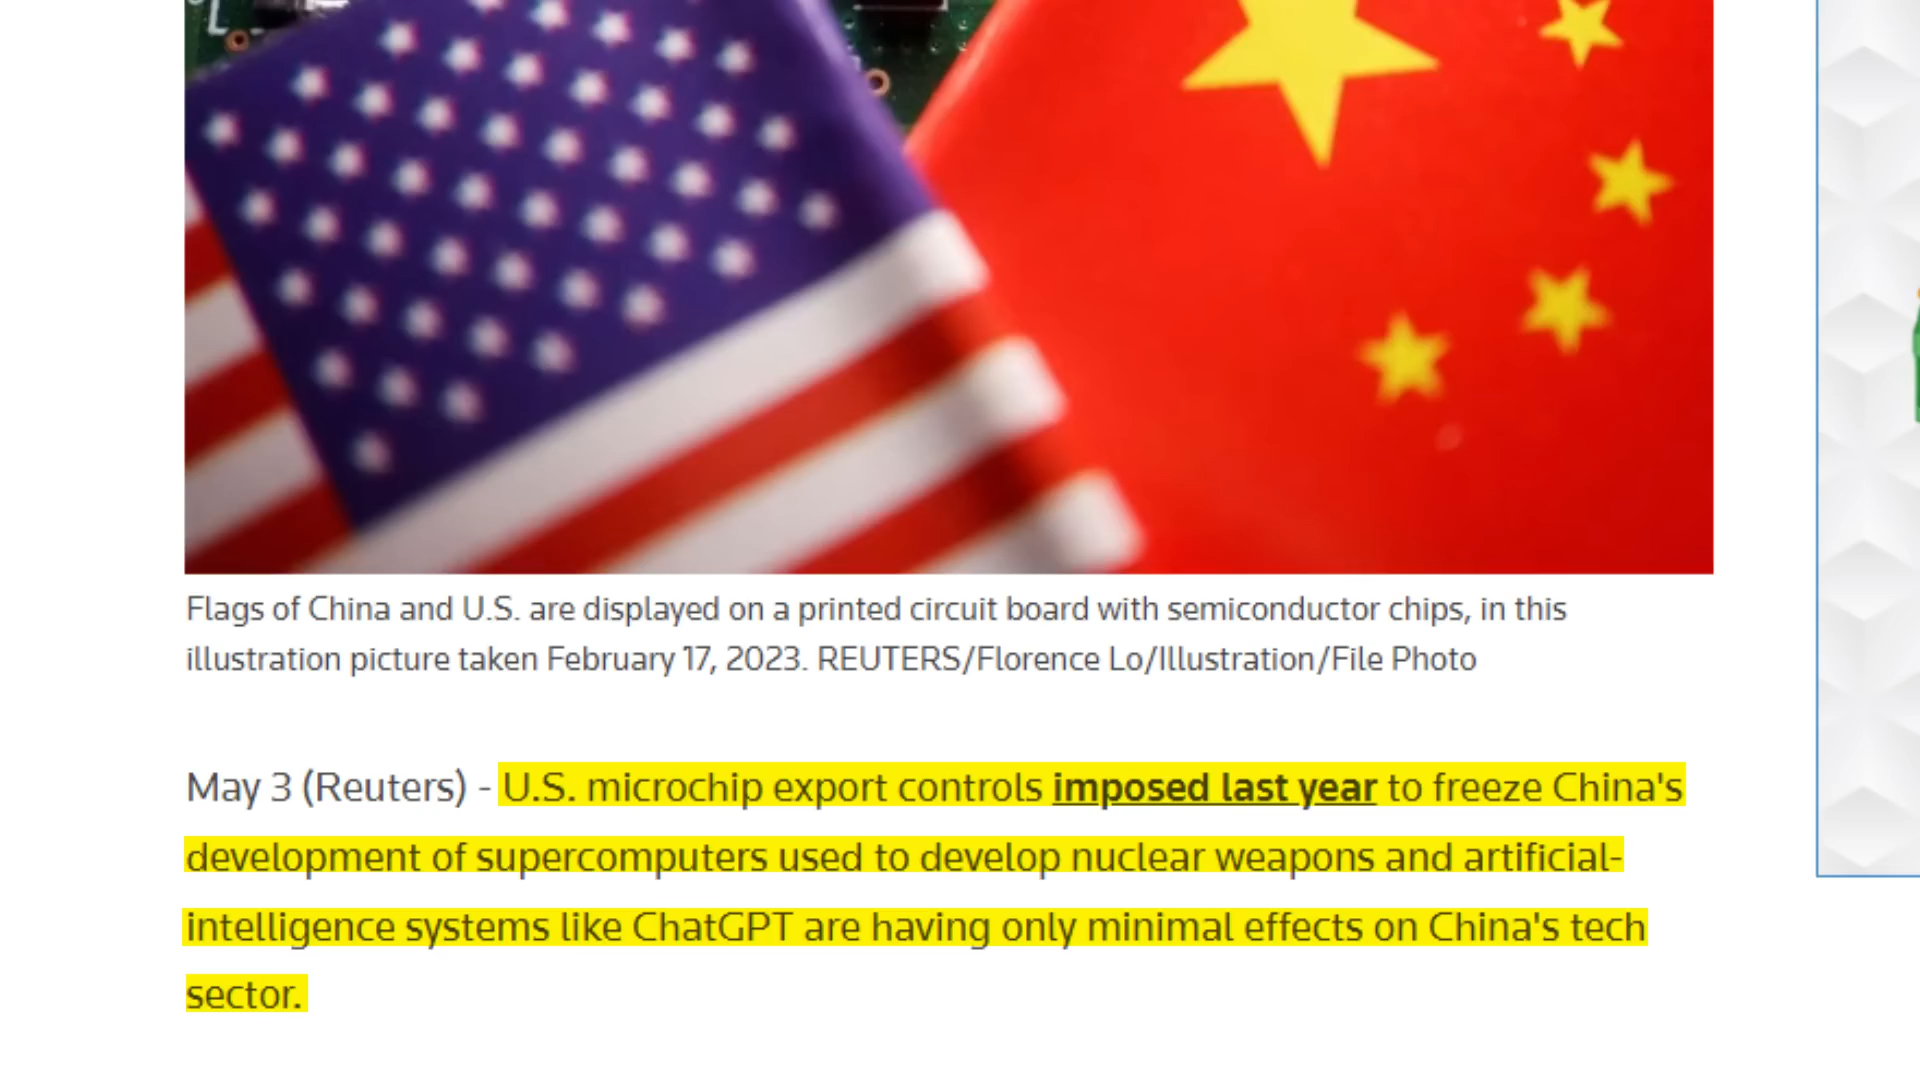 Flags of China and U.S. are displayed on a printed circuit board with semiconductor chips, in this
illustration picture taken February 17, 2023. REUTERS/Florence Lo/Illustration/File Photo
May 3 (Reuters) - U.S. microchip export controls imposed last year to freeze China's
development of supercomputers used to develop nuclear weapons and artificial-
intelligence systems like ChatGPT are having only minimal effects on China's tech
sector.